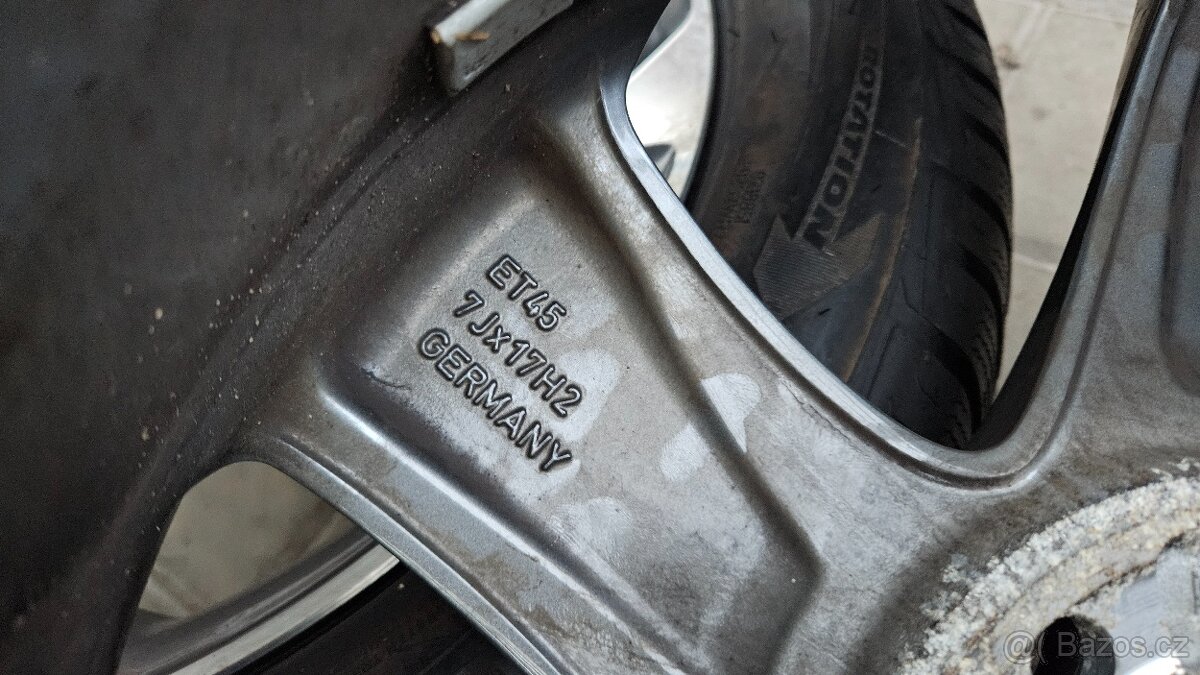 ET45
7Jx17H2
GERMANY
ROTATION
@Bazos.cz